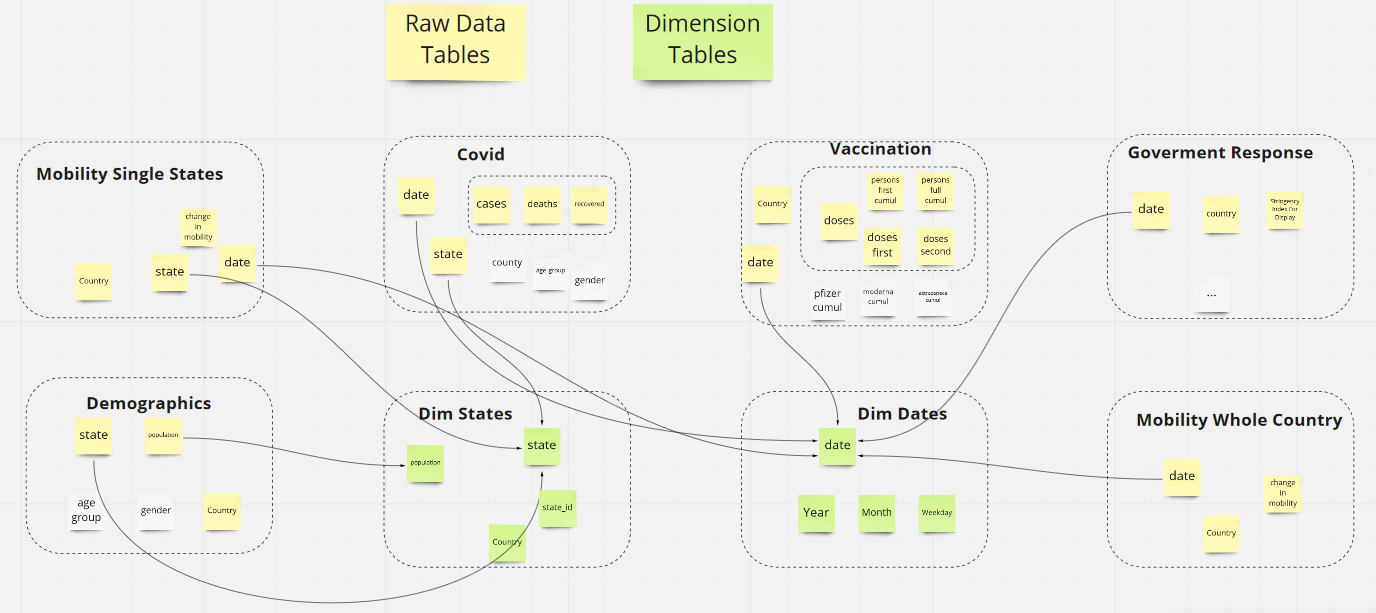 Raw Data
Tables
Dimension
Tables
Mobility Single States
change
in
mobility
Country
state
date
Covid
date
cases
deaths
recovered
state
county
age group
gender
Vaccination
Country
date
doses
persons
first
cumul
persons
full
cumul
doses
first
doses
second
pfizer
cumul
moderna
cumul
astrazeneca
cumul
Goverment Response
date
country
Stringency
Index For
Display
...
Demographics
state
population
age
group
gender
Country
Dim States
population
state
state_id
Country
Dim Dates
date
Year
Month
Weekday
Mobility Whole Country
date
change
in
mobility
Country